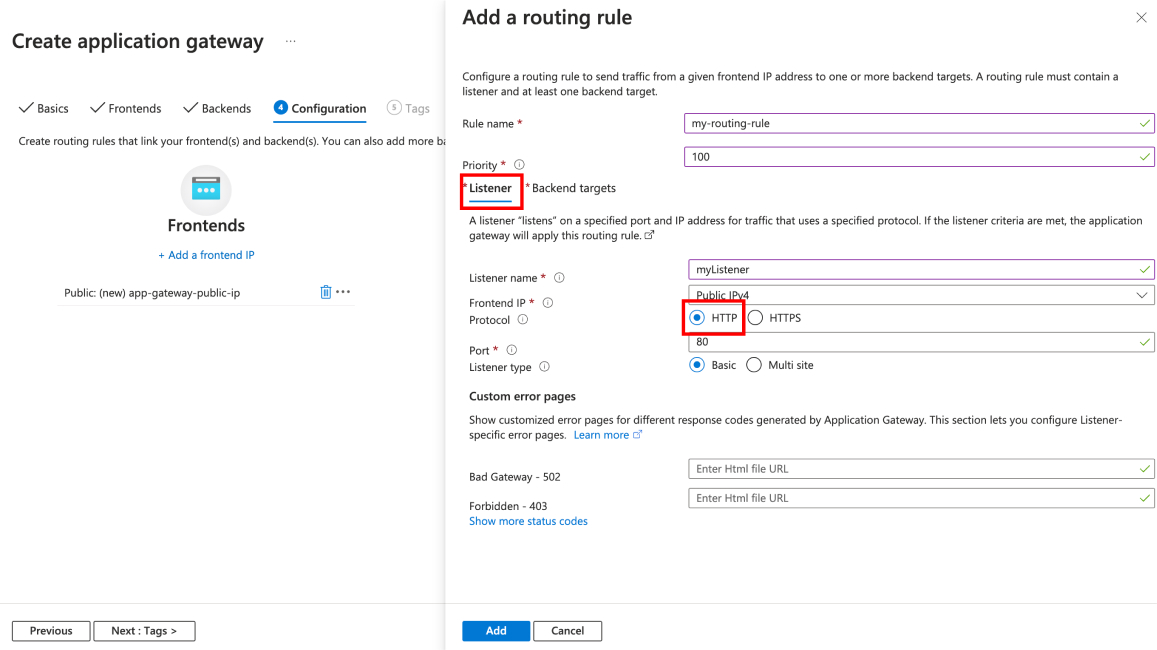 Create application gateway ...
Basics
Frontends
Backends
4 Configuration
5 Tags
Create routing rules that link your frontend(s) and backend(s). You can also add more ba
Frontends
+ Add a frontend IP
Public: (new) app-gateway-public-ip
Previous
Next : Tags >
Add a routing rule
Configure a routing rule to send traffic from a given frontend IP address to one or more backend targets. A routing rule must contain a
listener and at least one backend target.
Rule name *
my-routing-rule
Priority *
100
* Listener
* Backend targets
A listener “listens” on a specified port and IP address for traffic that uses a specified protocol. If the listener criteria are met, the application
gateway will apply this routing rule.
Listener name *
myListener
Frontend IP *
Public IPv4
Protocol
HTTP
HTTPS
Port *
80
Listener type
Basic
Multi site
Custom error pages
Show customized error pages for different response codes generated by Application Gateway. This section lets you configure Listener-
specific error pages. Learn more
Bad Gateway - 502
Enter Html file URL
Forbidden - 403
Enter Html file URL
Show more status codes
Add
Cancel